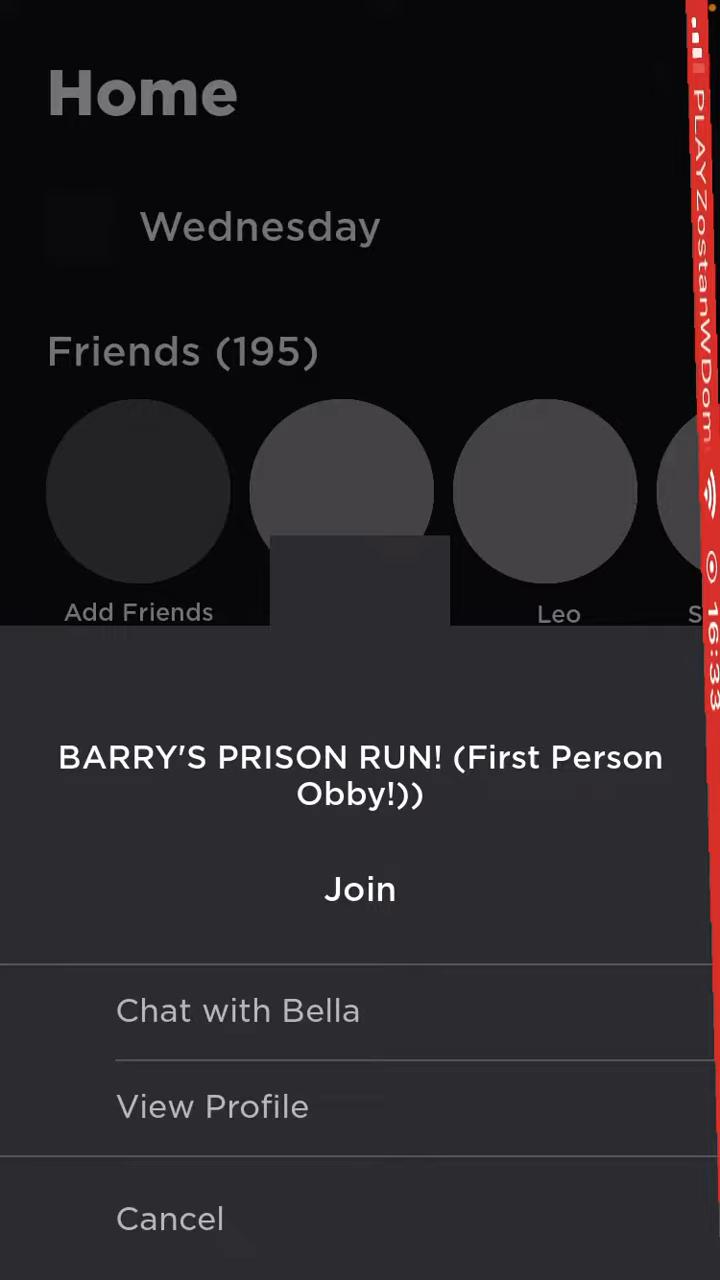 Home
Wednesday
Friends (195)
Add Friends
Leo
S
BARRY'S PRISON RUN! (First Person
Obby!))
Join
Chat with Bella
View Profile
Cancel
PLAYZostanWDom
16:33